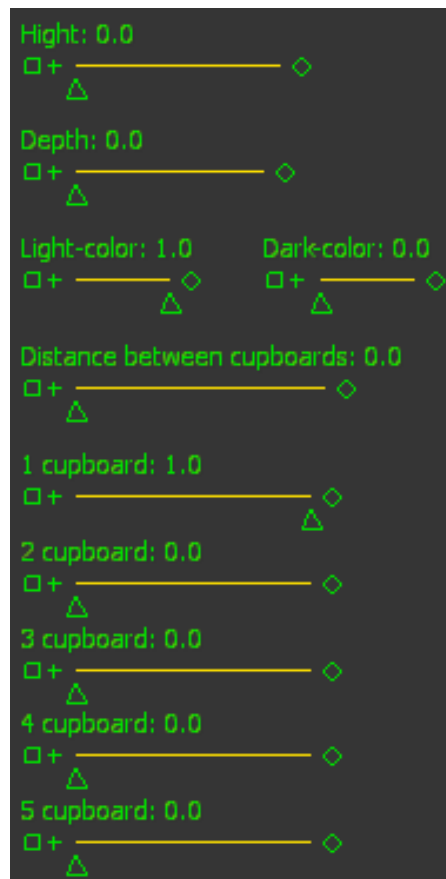 Hight: 0.0
Depth: 0.0
Light-color: 1.0 Dark-color: 0.0
Distance between cupboards: 0.0
1 cupboard: 1.0
2 cupboard: 0.0
3 cupboard: 0.0
4 cupboard: 0.0
5 cupboard: 0.0